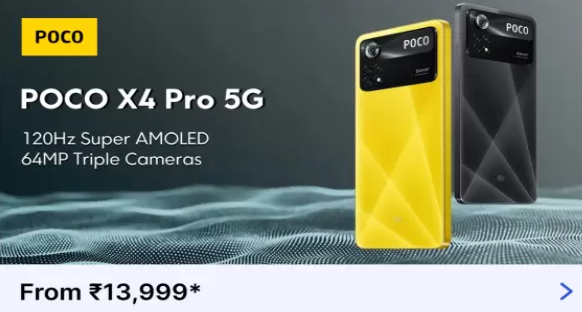 POCO
POCO
POCO
POCO X4 Pro 5G
120Hz Super AMOLED
64MP Triple Cameras
From ₹13,999*